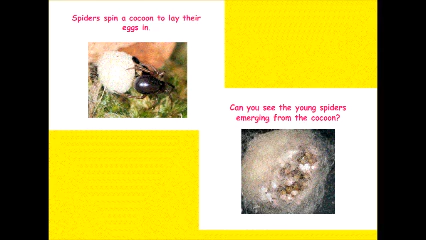 Spiders spin a cocoon to lay their
eggs in.
Can you see the young spiders
emerging from the cocoon?